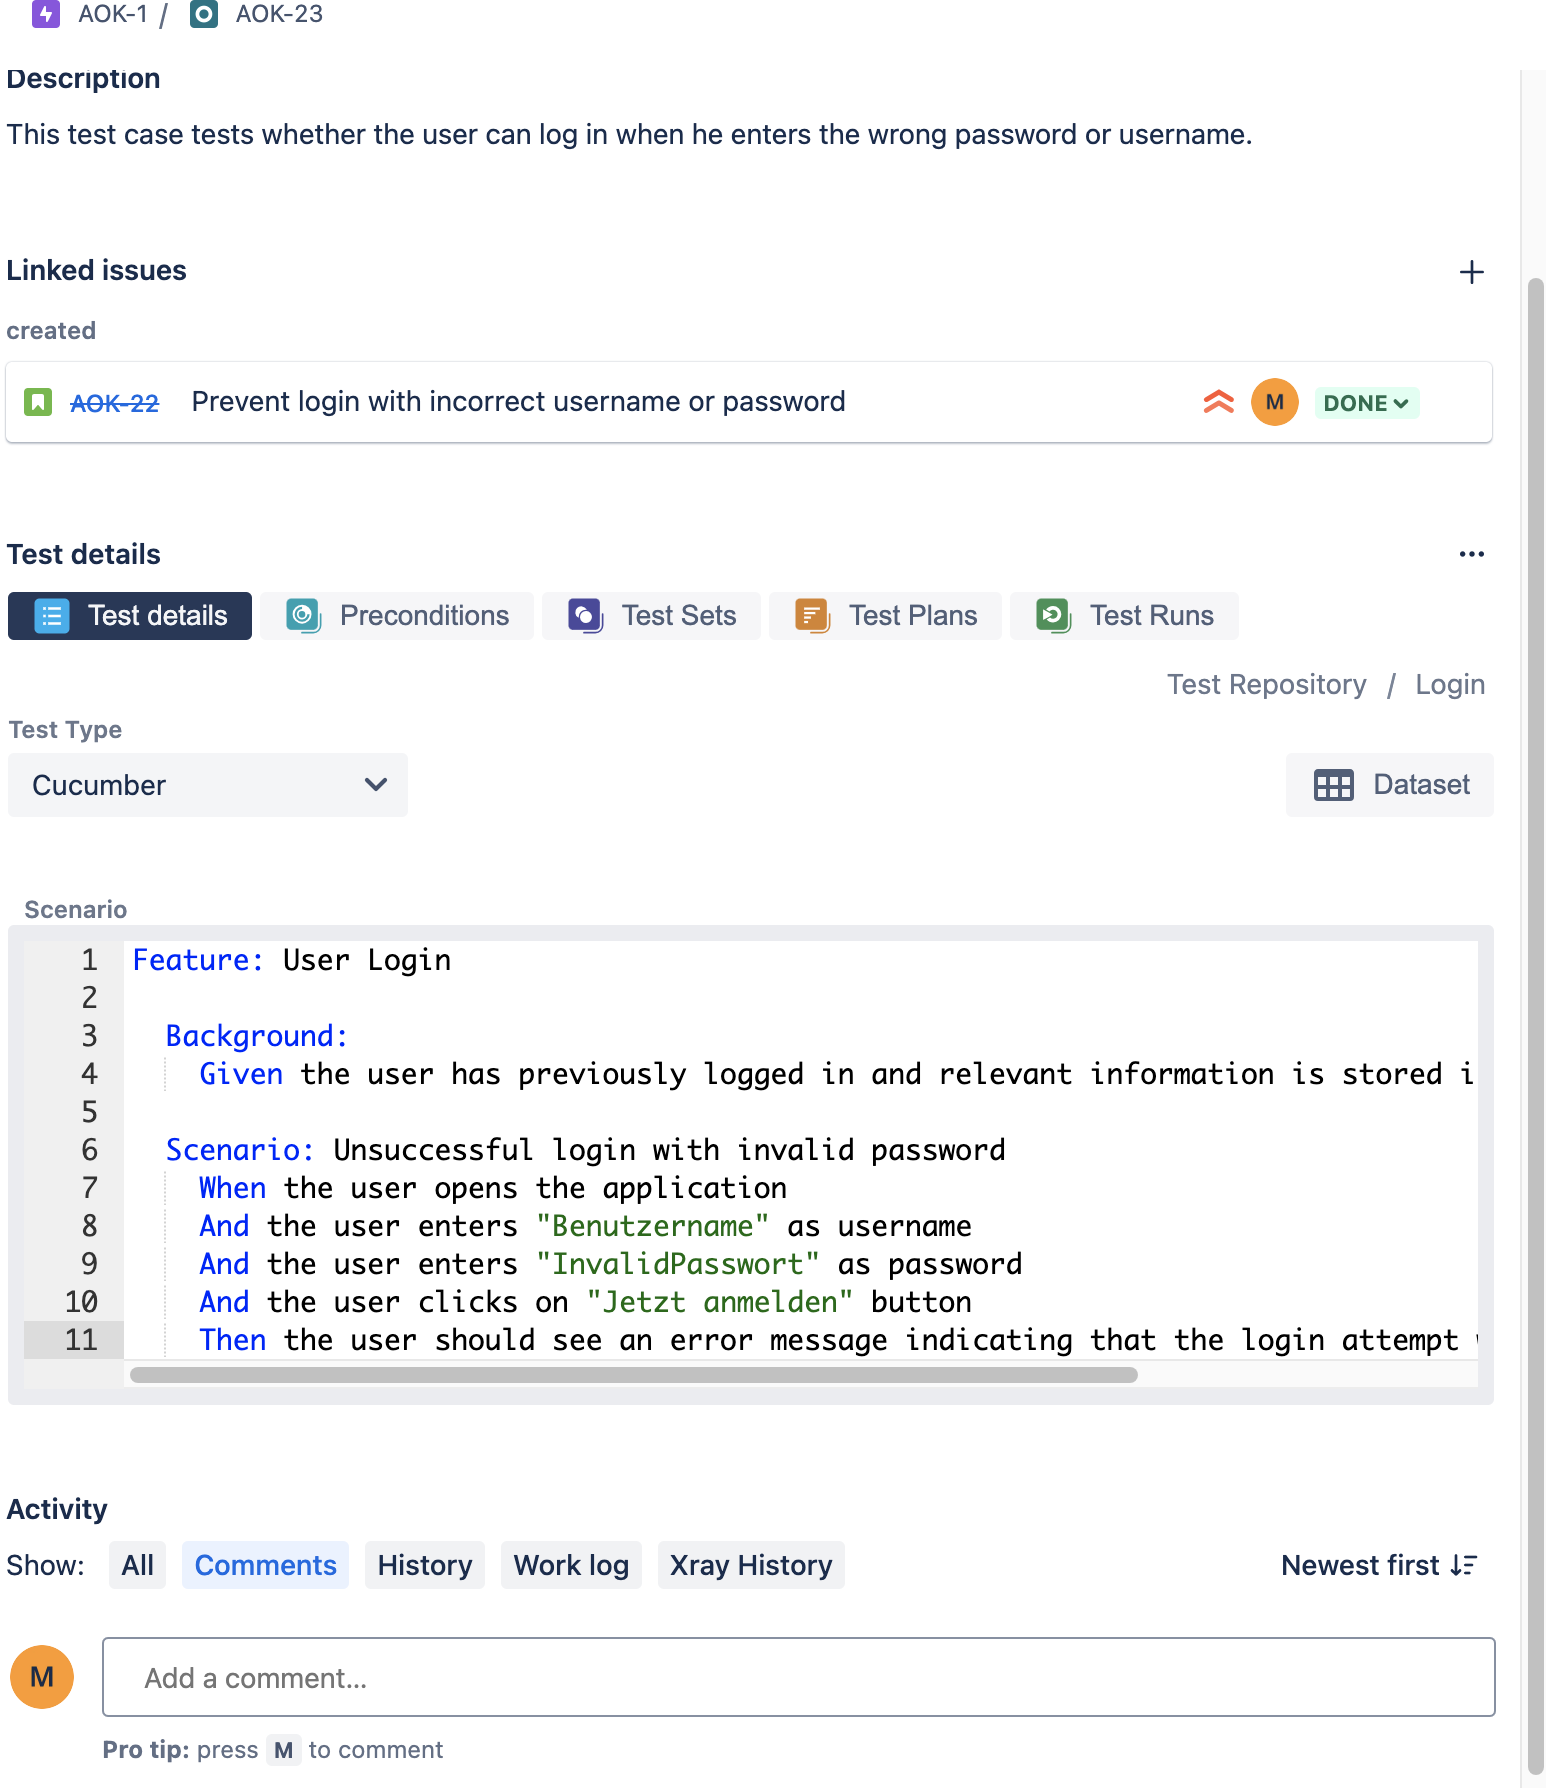 AOK-1 / AOK-23
Description
This test case tests whether the user can log in when he enters the wrong password or username.
Linked issues
created
AOK-22 Prevent login with incorrect username or password M DONE
Test details
Test details Preconditions Test Sets Test Plans Test Runs
Test Repository / Login
Test Type
Cucumber
Dataset
Scenario
1 Feature: User Login
2
3 Background:
4 Given the user has previously logged in and relevant information is stored i
5
6 Scenario: Unsuccessful login with invalid password
7 When the user opens the application
8 And the user enters "Benutzername" as username
9 And the user enters "InvalidPasswort" as password
10 And the user clicks on "Jetzt anmelden" button
11 Then the user should see an error message indicating that the login attempt
Activity
Show: All Comments History Work log Xray History Newest first
M Add a comment...
Pro tip: press M to comment